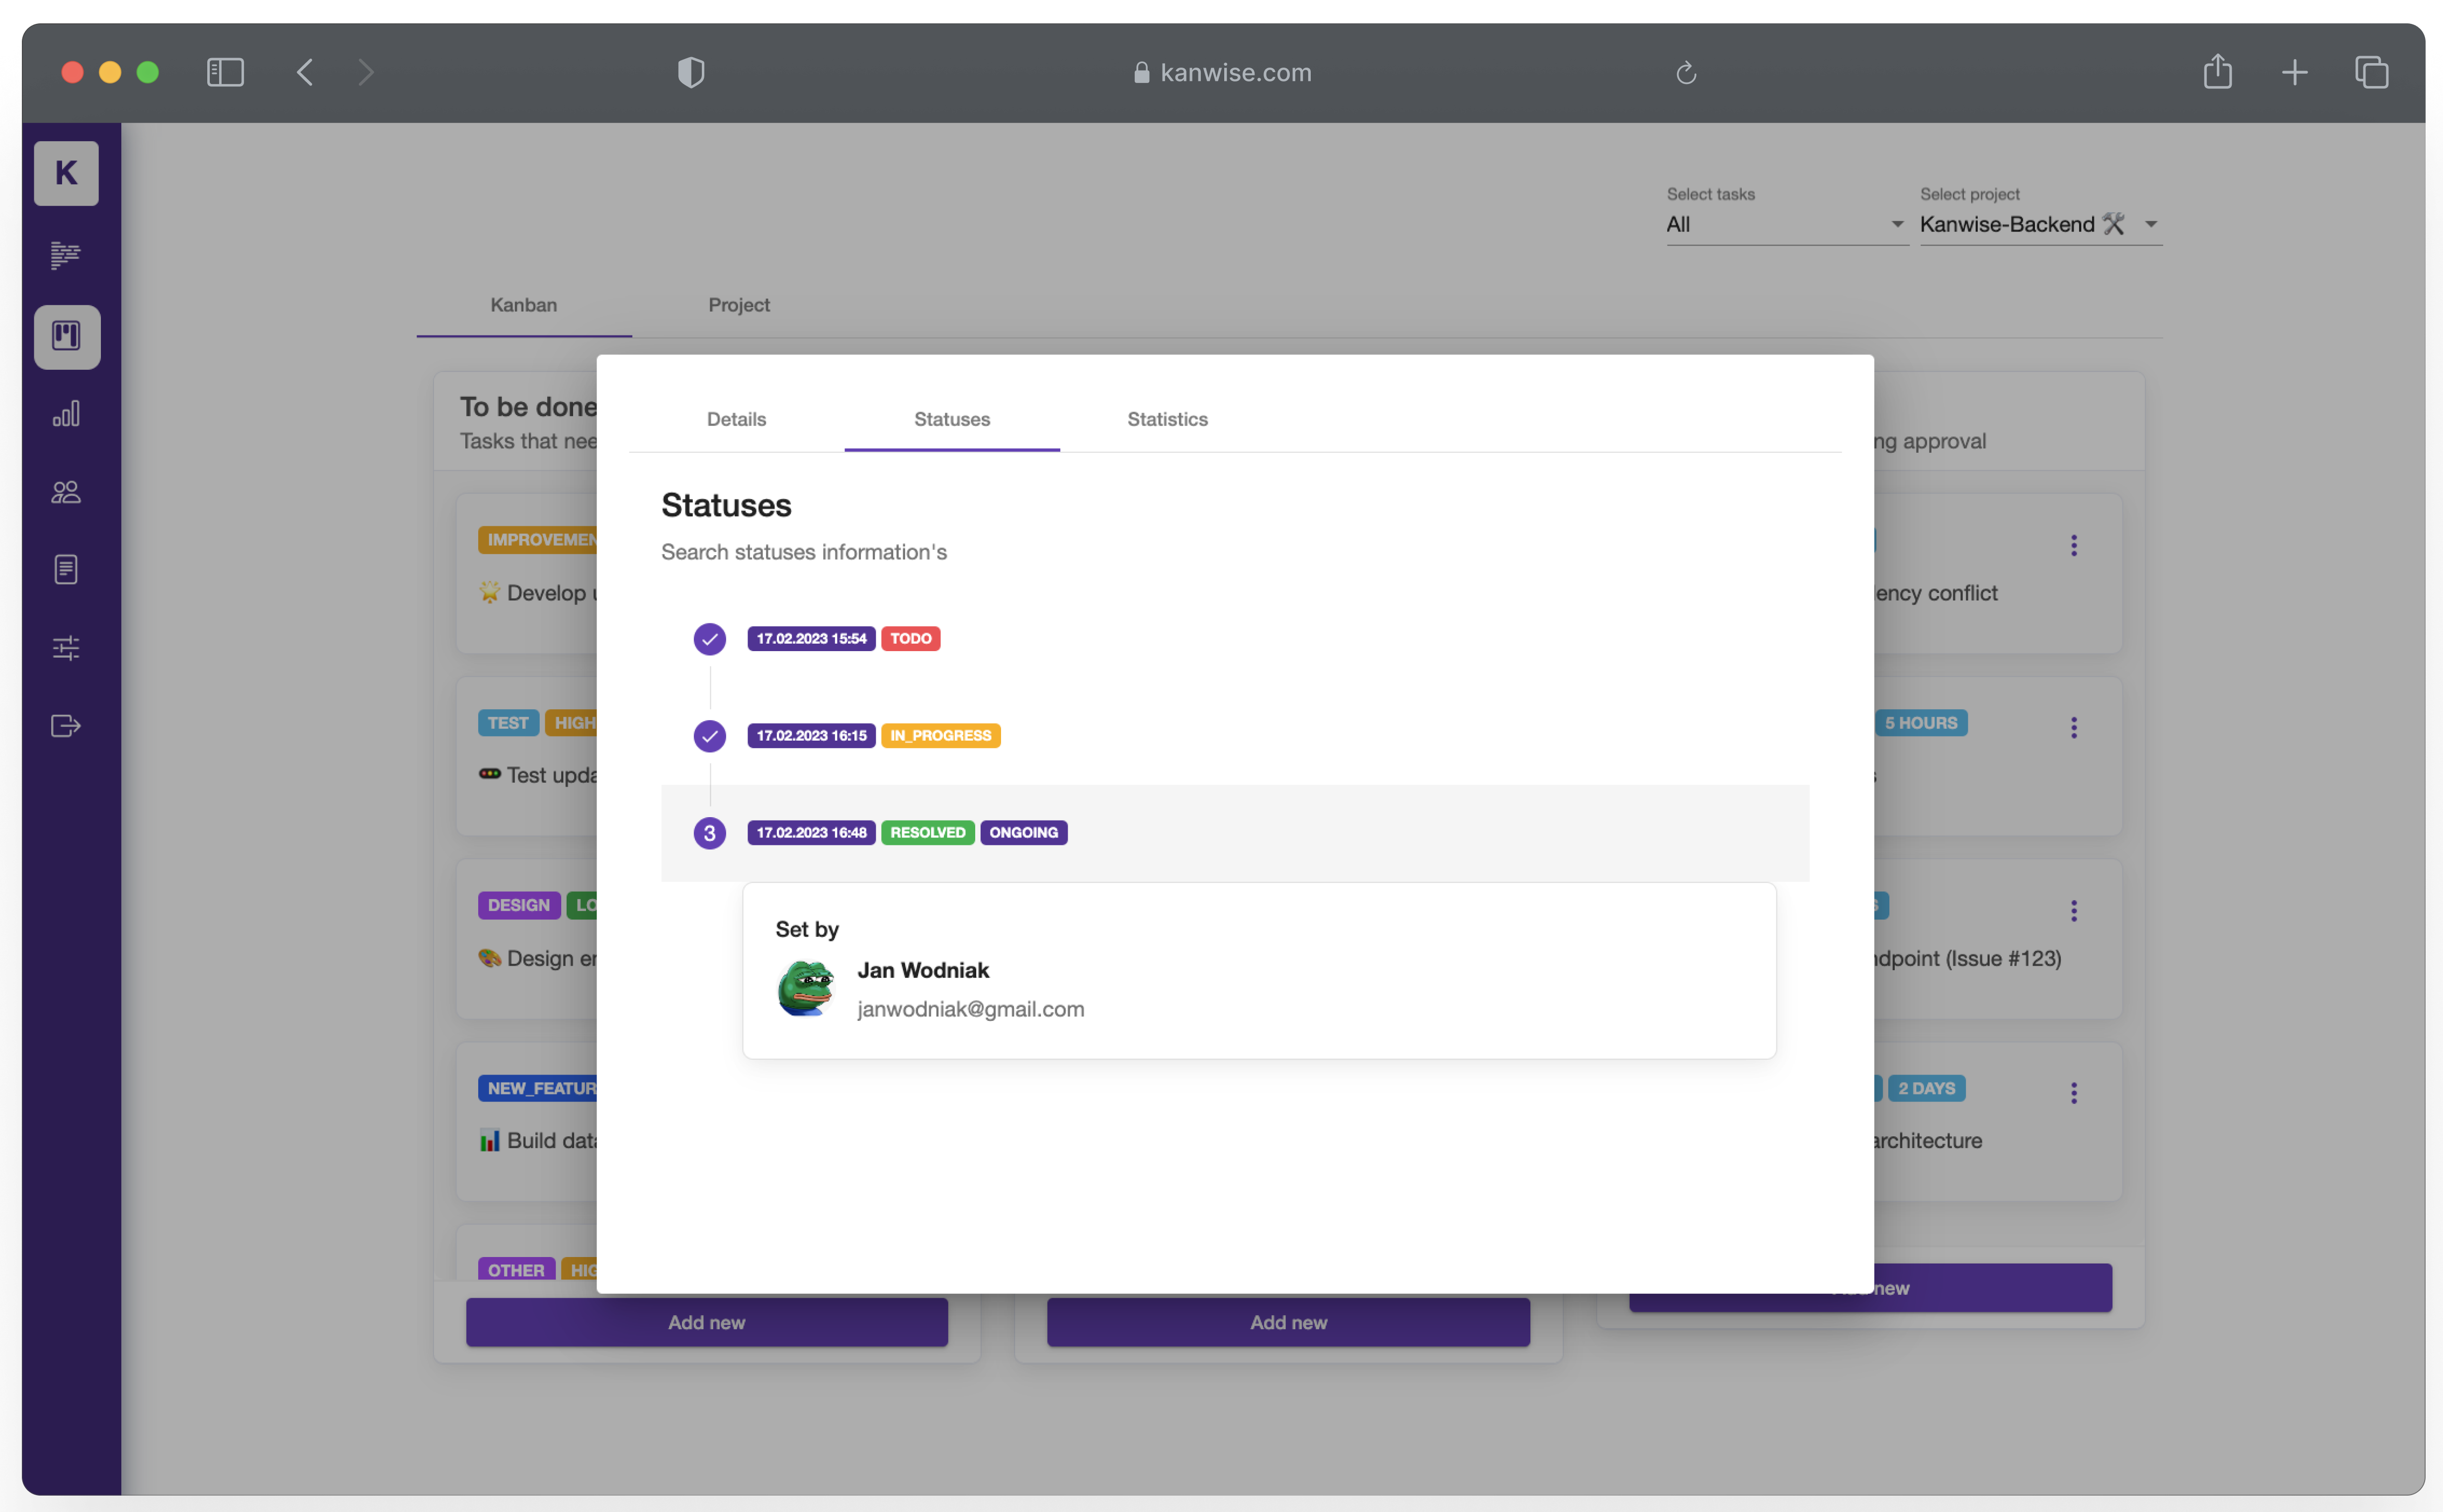 kanwise.com
K
Select tasks
Select project
All
Kanwise-Backend
Kanban
Project
To be done
Tasks that nee
ng approval
Details
Statuses
Statistics
Statuses
Search statuses information's
17.02.2023 15:54 TODO
17.02.2023 16:15 IN_PROGRESS
3 17.02.2023 16:48 RESOLVED ONGOING
Set by
Jan Wodniak
janwodniak@gmail.com
IMPROVEMEN
Develop
TEST HIGH
Test upda
DESIGN LO
Design er
NEW_FEATUR
Build data
OTHER HIG
Add new
Add new
ency conflict
5 HOURS
ndpoint (Issue #123)
2 DAYS
architecture
new